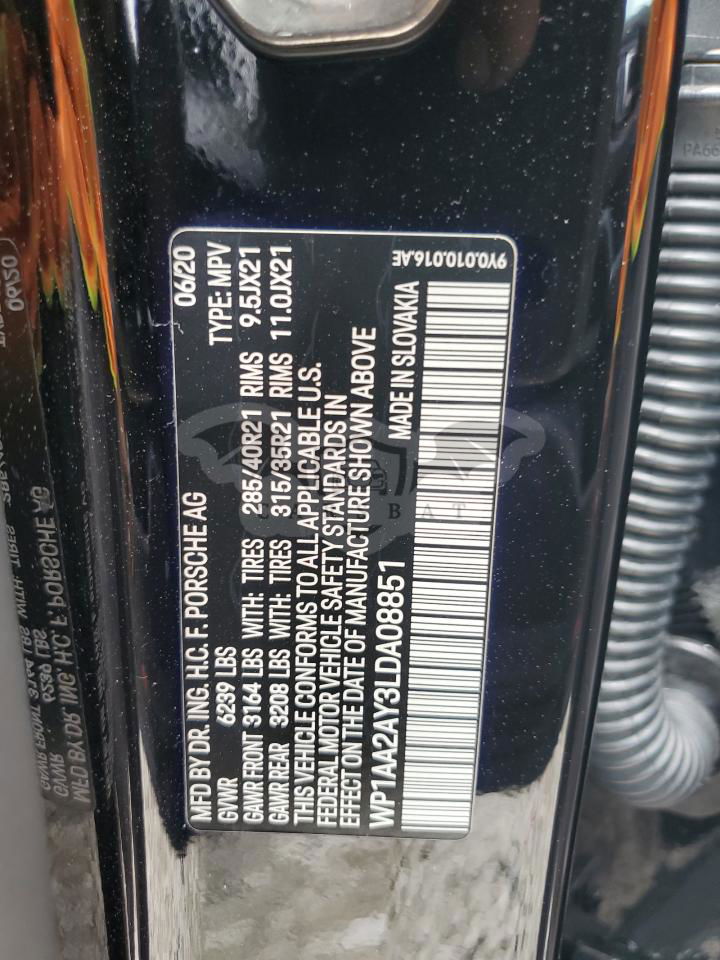 MFD BY DR. ING. H.C. F. PORSCHE AG 06/20
GVWR 6239 LBS TYPE: MPV
GAWR FRONT 3164 LBS WITH: TIRES 285/40R21 RIMS 9.5JX21
GAWR REAR 3208 LBS WITH: TIRES 315/35R21 RIMS 11.0JX21
THIS VEHICLE CONFORMS TO ALL APPLICABLE U.S.
FEDERAL MOTOR VEHICLE SAFETY STANDARDS IN
EFFECT ON THE DATE OF MANUFACTURE SHOWN ABOVE
WP1AA2AY3LDA08851
MADE IN SLOVAKIA
9Y0.010.016.AE
PA66